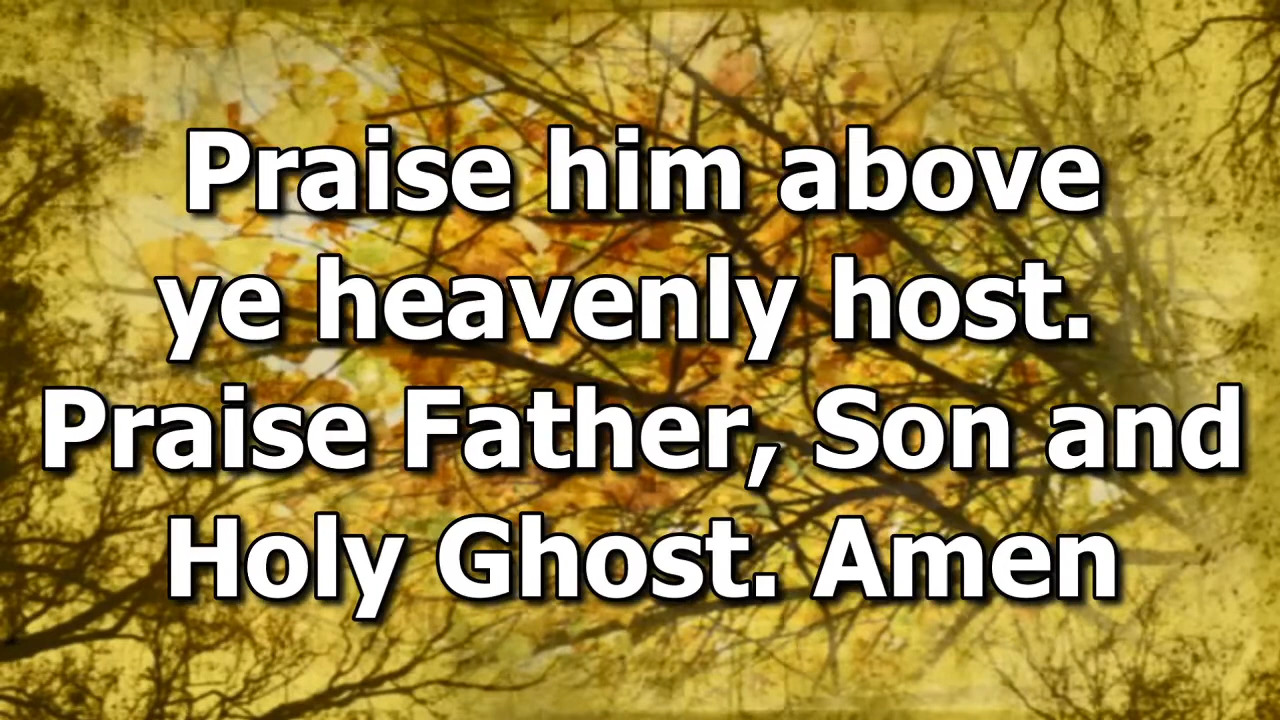 Praise him above
ye heavenly host.
Praise Father, Son and
Holy Ghost. Amen